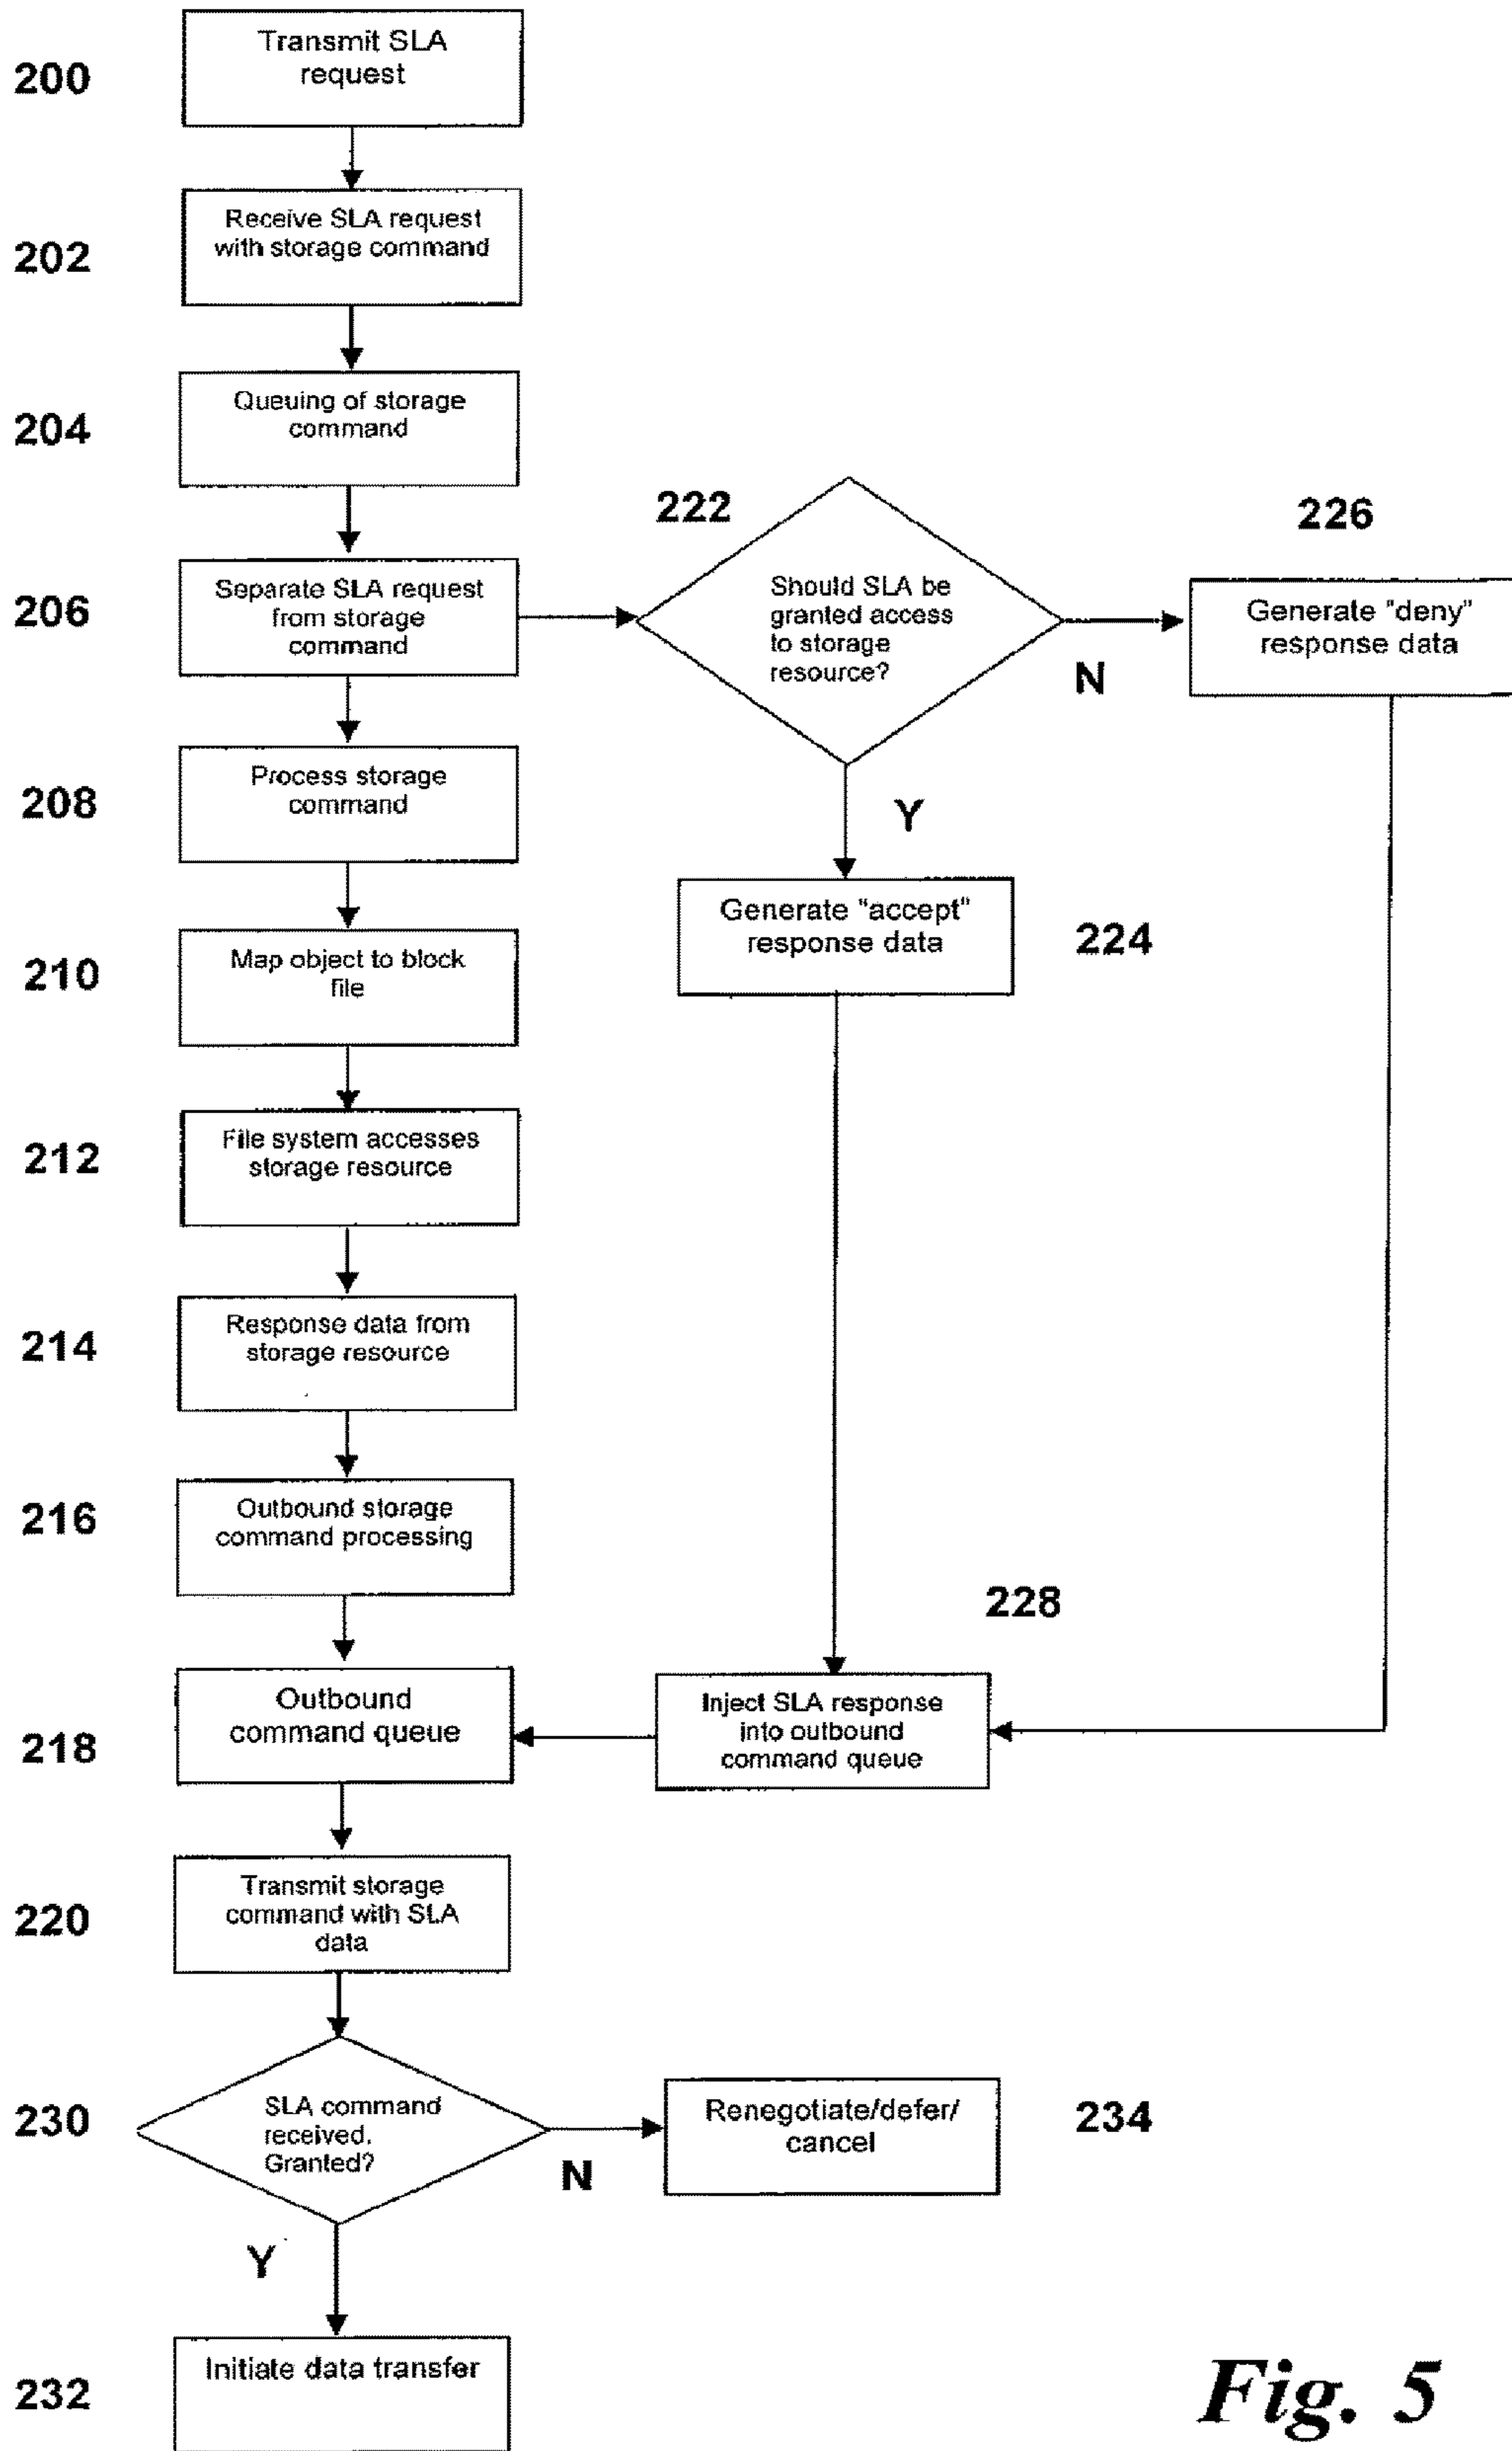 200
Transmit SLA
request
202
Receive SLA request
with storage command
204
Queuing of storage
command
206
Separate SLA request
from storage
command
222
Should SLA be
granted access
to storage
resource?
N
226
Generate "deny"
response data
208
Process storage
command
Y
Generate "accept"
response data
224
210
Map object to block
file
212
File system accesses
storage resource
214
Response data from
storage resource
216
Outbound storage
command processing
218
Outbound
command queue
228
Inject SLA response
into outbound
command queue
220
Transmit storage
command with SLA
data
230
SLA command
received.
Granted?
N
Renegotiate/defer/
cancel
234
Y
232
Initiate data transfer
Fig. 5